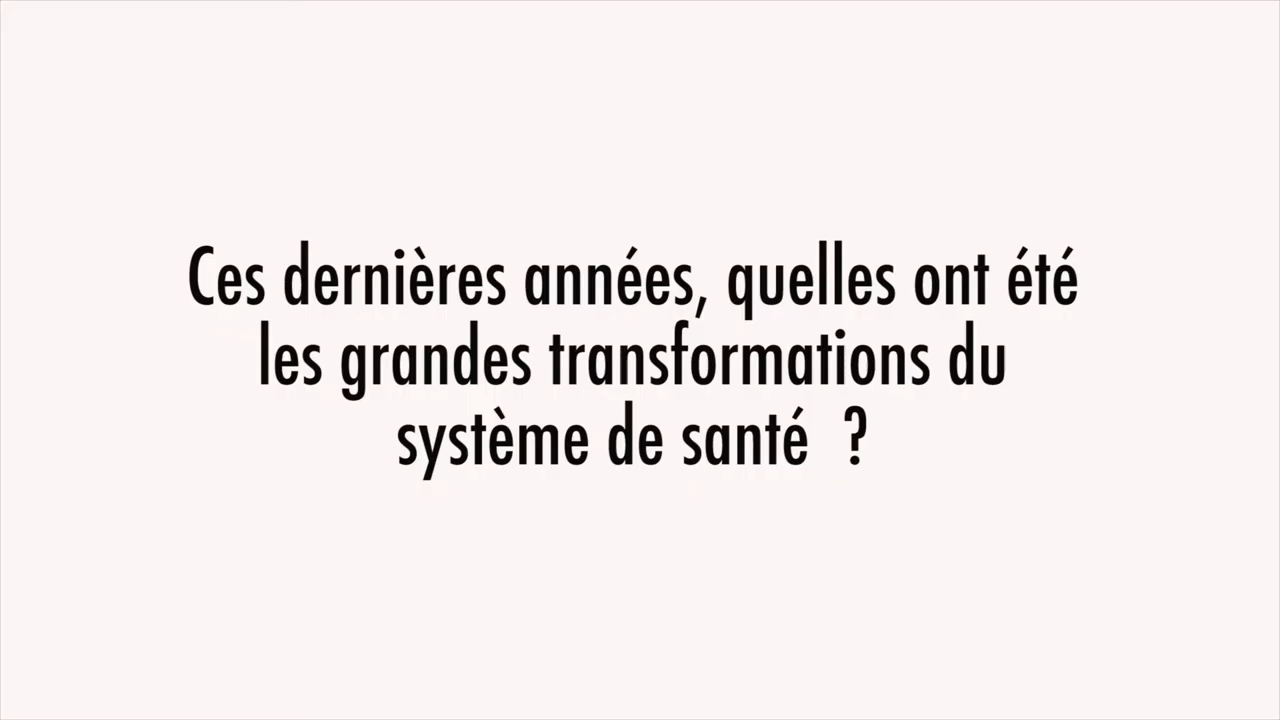 Ces dernières années, quelles ont été
les grandes transformations du
système de santé  ?